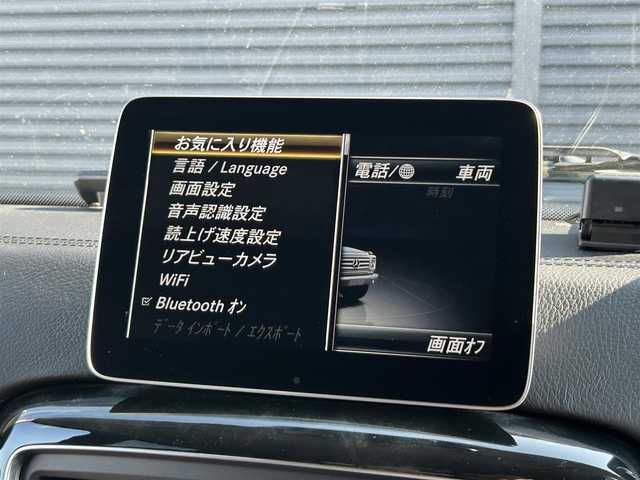 お気に入り機能
言語 / Language
画面設定
音声認識設定
読上げ速度設定
リアビューカメラ
WiFi
Bluetooth ｵﾝ
ﾃﾞｰﾀ ｲﾝﾎﾟｰﾄ / ｴｸｽﾎﾟｰﾄ
電話/
車両
時刻
画面ｵﾌ